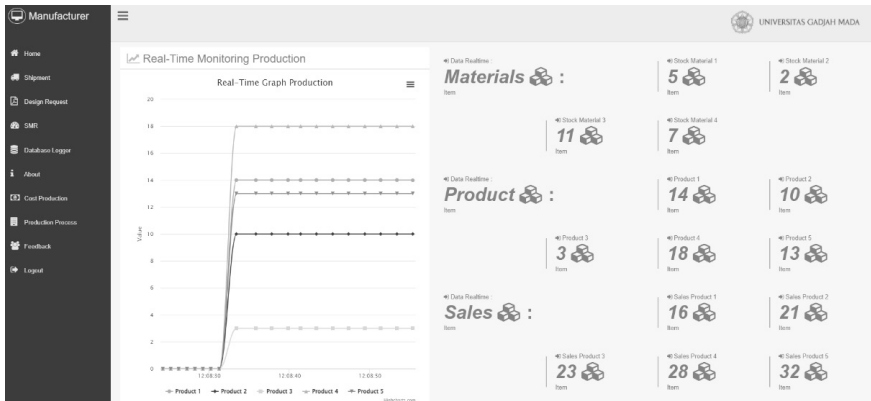 Manufacturer
UNIVERSITAS GADJAH MADA
Home
Shipment
Design Request
SMR
Database Logger
About
Cost Production
Production Process
Feedback
Logout
Real-Time Monitoring Production
Real-Time Graph Production
Value
20
18
16
14
12
10
8
6
4
2
0
12:08:30 12:08:40 12:08:50
Product 1 Product 2 Product 3 Product 4 Product 5
Data Realtime :
Materials :
Item
Stock Material 1
5
Item
Stock Material 2
2
Item
Stock Material 3
11
Item
Stock Material 4
7
Item
Data Realtime :
Product :
Item
Product 1
14
Item
Product 2
10
Item
Product 3
3
Item
Product 4
18
Item
Product 5
13
Item
Data Realtime :
Sales :
Item
Sales Product 1
16
Item
Sales Product 2
21
Item
Sales Product 3
23
Item
Sales Product 4
28
Item
Sales Product 5
32
Item